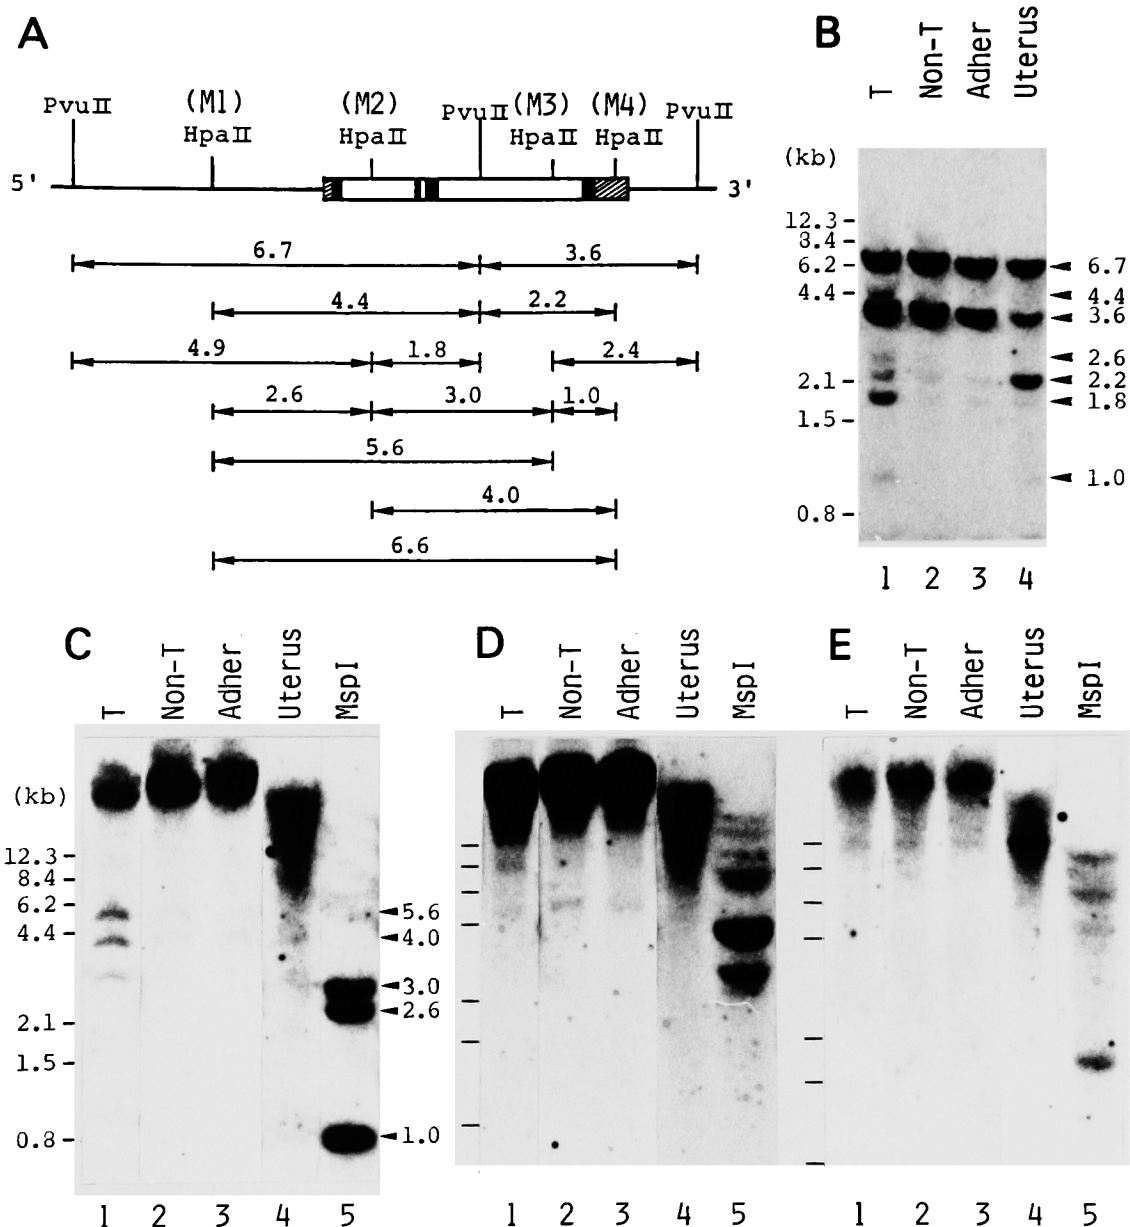 A
PvuⅡ (M1) (M2) PvuⅡ (M3) (M4) PvuⅡ
HpaⅡ HpaⅡ HpaⅡ HpaⅡ
5' 3'
6.7 3.6
4.4 2.2
4.9 1.8 2.4
2.6 3.0 1.0
5.6
4.0
6.6
B
T Non-T Adher Uterus
(kb)
12.3
8.4
6.2
4.4
2.1
1.5
0.8
6.7
4.4
3.6
2.6
2.2
1.8
1.0
1 2 3 4
C
T Non-T Adher Uterus MspI
(kb)
12.3
8.4
6.2
4.4
2.1
1.5
0.8
5.6
4.0
3.0
2.6
1.0
1 2 3 4 5
D
T Non-T Adher Uterus MspI
1 2 3 4 5
E
T Non-T Adher Uterus MspI
1 2 3 4 5